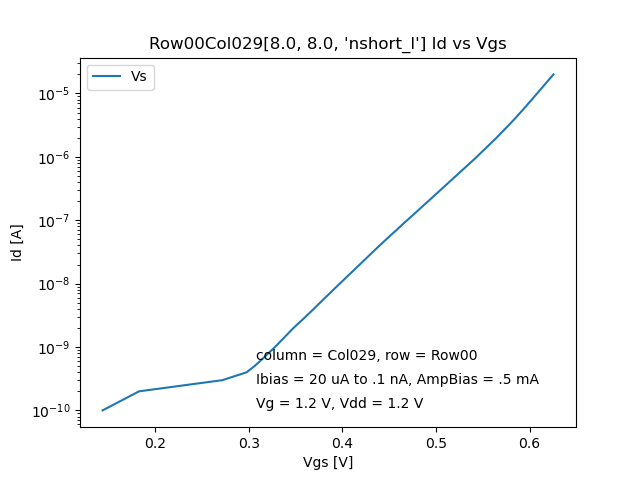 Row00Col029[8.0, 8.0, 'nshort_l'] Id vs Vgs
Vs
Id [A]
10⁻⁵
10⁻⁶
10⁻⁷
10⁻⁸
10⁻⁹
10⁻¹⁰
column = Col029, row = Row00
Ibias = 20 uA to .1 nA, AmpBias = .5 mA
Vg = 1.2 V, Vdd = 1.2 V
0.2 0.3 0.4 0.5 0.6
Vgs [V]